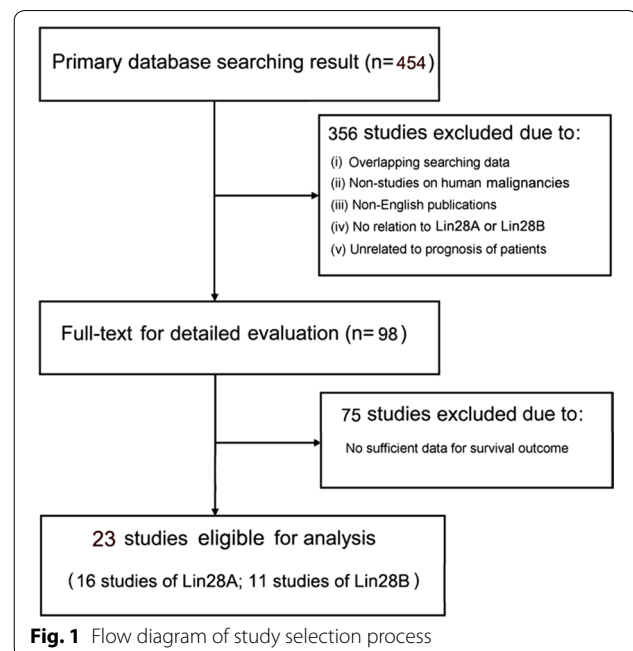 Primary database searching result (n=454)
356 studies excluded due to:
(i) Overlapping searching data
(ii) Non-studies on human malignancies
(iii) Non-English publications
(iv) No relation to Lin28A or Lin28B
(v) Unrelated to prognosis of patients
Full-text for detailed evaluation (n=98)
75 studies excluded due to:
No sufficient data for survival outcome
23 studies eligible for analysis
(16 studies of Lin28A; 11 studies of Lin28B)
Fig. 1 Flow diagram of study selection process